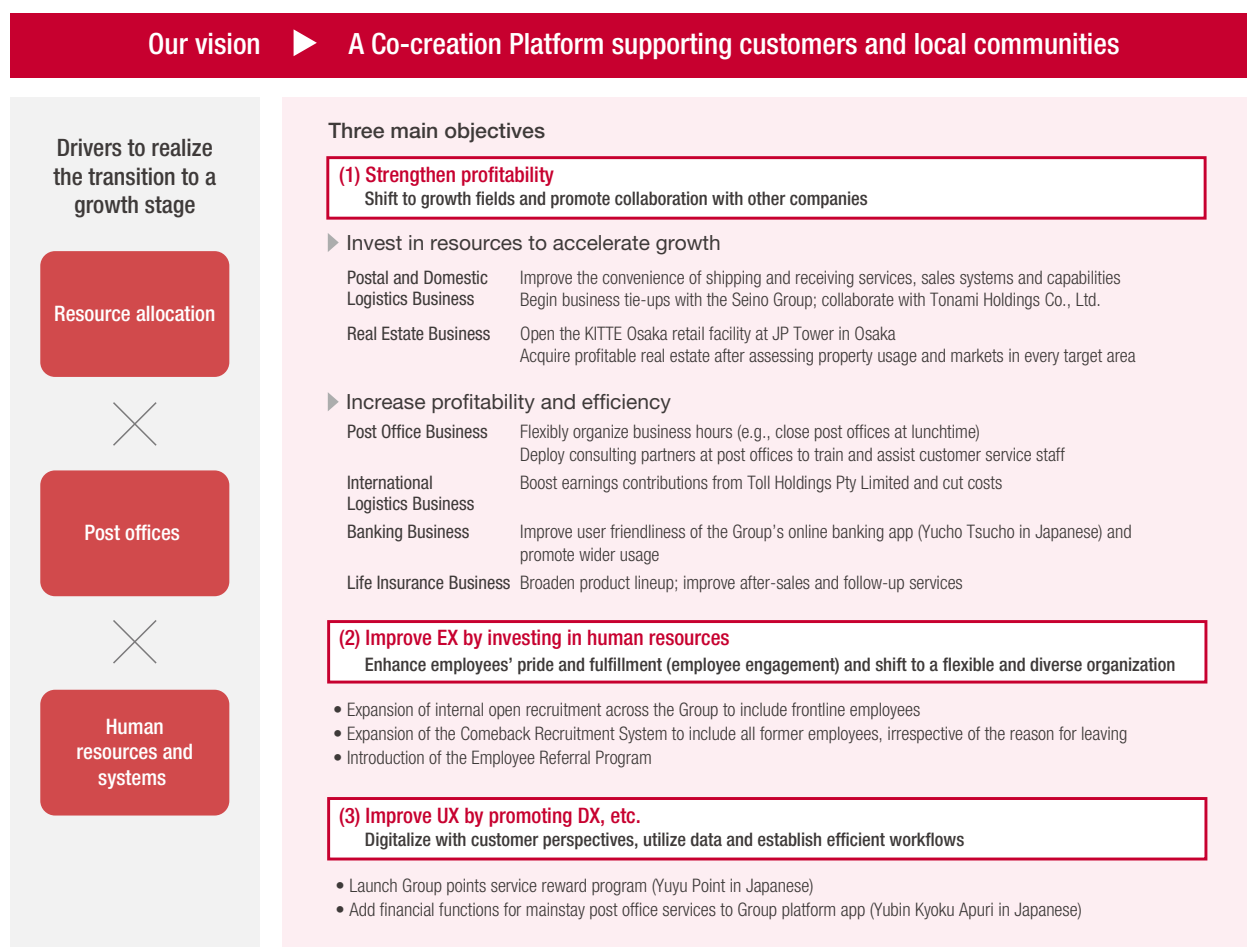 Our vision ▶ A Co-creation Platform supporting customers and local communities
Drivers to realize
the transition to a
growth stage
Resource allocation
×
Post offices
×
Human
resources and
systems
Three main objectives
(1) Strengthen profitability
Shift to growth fields and promote collaboration with other companies
▶ Invest in resources to accelerate growth
Postal and Domestic
Logistics Business
Improve the convenience of shipping and receiving services, sales systems and capabilities
Begin business tie-ups with the Seino Group; collaborate with Tonami Holdings Co., Ltd.
Real Estate Business
Open the KITTE Osaka retail facility at JP Tower in Osaka
Acquire profitable real estate after assessing property usage and markets in every target area
▶ Increase profitability and efficiency
Post Office Business
Flexibly organize business hours (e.g., close post offices at lunchtime)
Deploy consulting partners at post offices to train and assist customer service staff
International
Logistics Business
Boost earnings contributions from Toll Holdings Pty Limited and cut costs
Banking Business
Improve user friendliness of the Group's online banking app (Yucho Tsucho in Japanese) and
promote wider usage
Life Insurance Business
Broaden product lineup; improve after-sales and follow-up services
(2) Improve EX by investing in human resources
Enhance employees' pride and fulfillment (employee engagement) and shift to a flexible and diverse organization
• Expansion of internal open recruitment across the Group to include frontline employees
• Expansion of the Comeback Recruitment System to include all former employees, irrespective of the reason for leaving
• Introduction of the Employee Referral Program
(3) Improve UX by promoting DX, etc.
Digitalize with customer perspectives, utilize data and establish efficient workflows
• Launch Group points service reward program (Yuyu Point in Japanese)
• Add financial functions for mainstay post office services to Group platform app (Yubin Kyoku Apuri in Japanese)